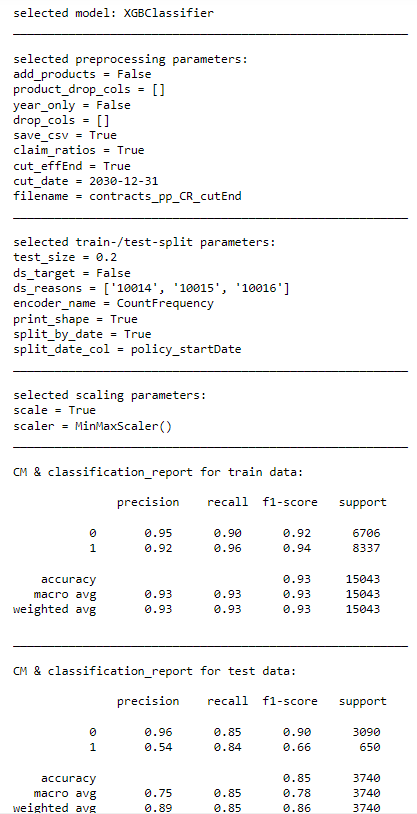 selected model: XGBClassifier
selected preprocessing parameters:
add_products = False
product_drop_cols = []
year_only = False
drop_cols = []
save_csv = True
claim_ratios = True
cut_effEnd = True
cut_date = 2030-12-31
filename = contracts_pp_CR_cutEnd
selected train-/test-split parameters:
test_size = 0.2
ds_target = False
ds_reasons = ['10014', '10015', '10016']
encoder_name = CountFrequency
print_shape = True
split_by_date = True
split_date_col = policy_startDate
selected scaling parameters:
scale = True
scaler = MinMaxScaler()
CM & classification_report for train data:
precision recall f1-score support
0 0.95 0.90 0.92 6706
1 0.92 0.96 0.94 8337
accuracy 0.93 15043
macro avg 0.93 0.93 0.93 15043
weighted avg 0.93 0.93 0.93 15043
CM & classification_report for test data:
precision recall f1-score support
0 0.96 0.85 0.90 3090
1 0.54 0.84 0.66 650
accuracy 0.85 3740
macro avg 0.75 0.85 0.78 3740
weighted avg 0.89 0.85 0.86 3740